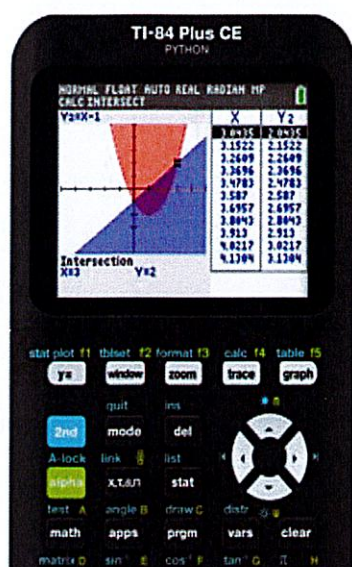 TI-84 Plus CE
PYTHON
NORMAL FLOAT AUTO REAL RADIAN MP
CALC INTERSECT
Y2=X-1
X Y2
3.0435 2.0435
3.1522 2.1522
3.2609 2.2609
3.3696 2.3696
3.4783 2.4783
3.587 2.587
3.6957 2.6957
3.8043 2.8043
3.913 2.913
4.0217 3.0217
4.1304 3.1304
Intersection
X=3 Y=2
stat plot f1 tblset f2 format f3 calc f4 table f5
y= window zoom trace graph
quit ins
2nd mode del
A-lock link list
alpha X,T,θ,n stat
test A angle B draw C distr
math apps prgm vars clear
matrix D sin⁻¹ E cos⁻¹ F tan⁻¹ G π H